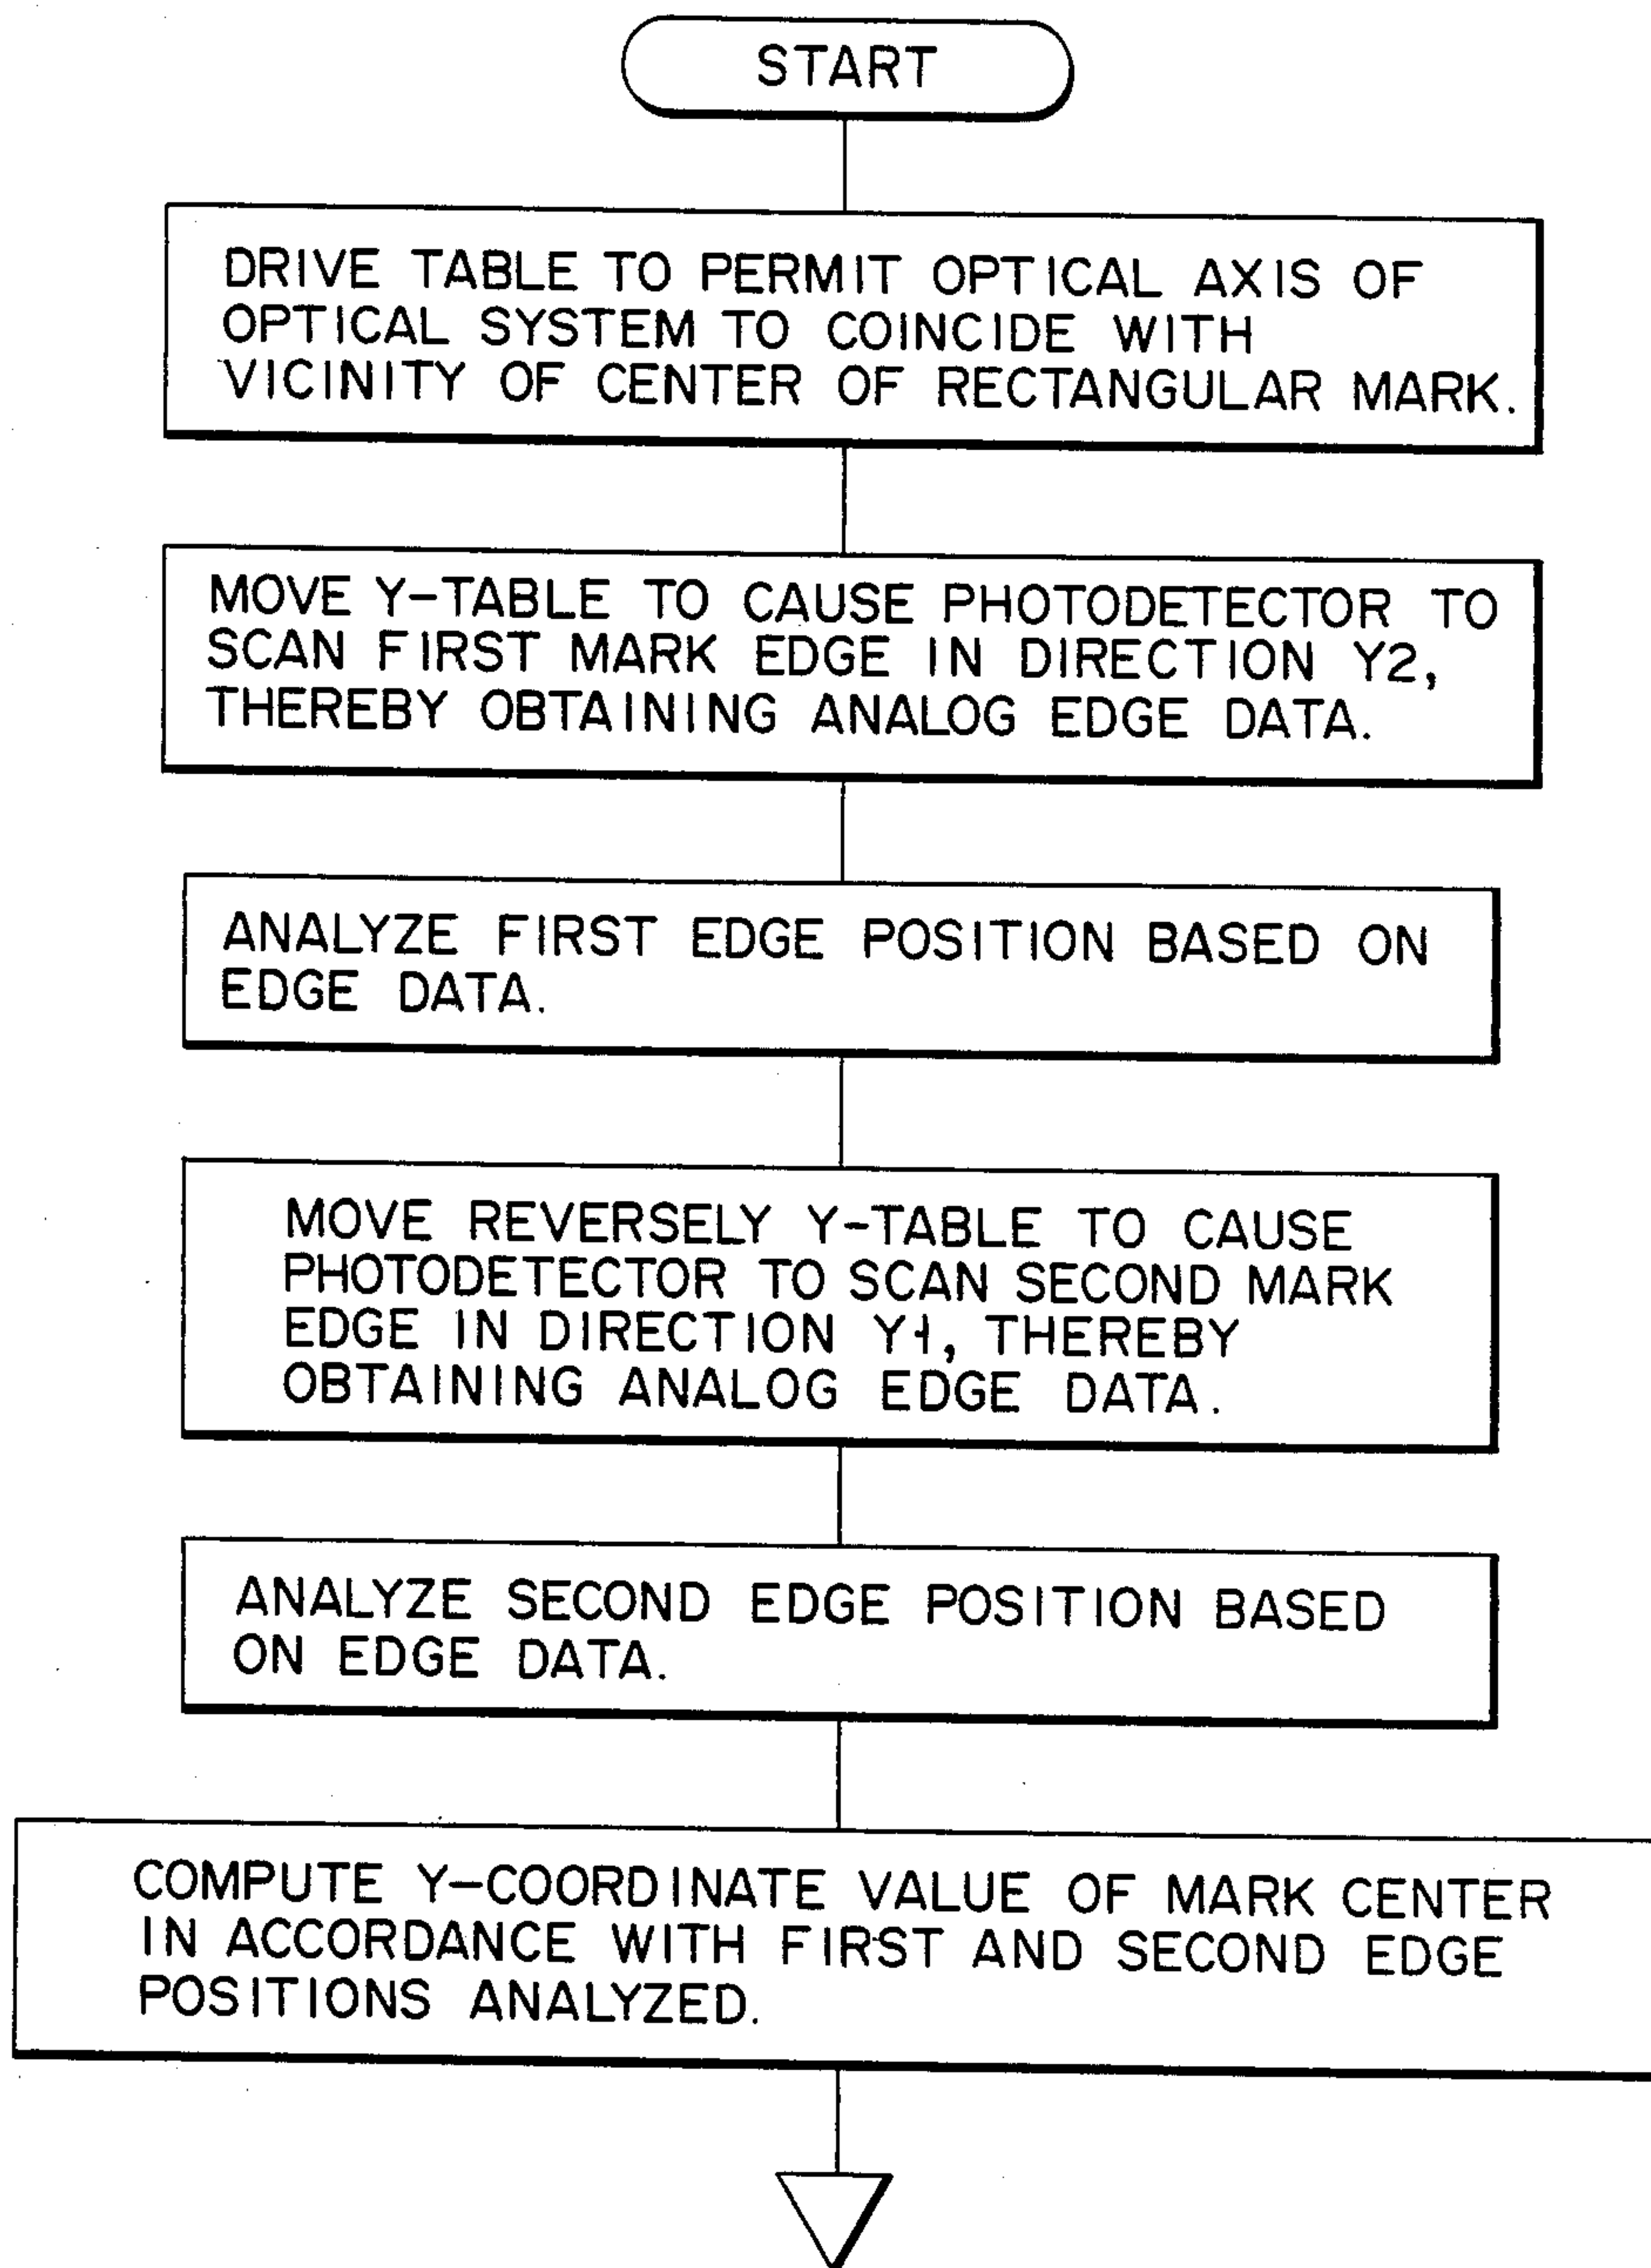 START
DRIVE TABLE TO PERMIT OPTICAL AXIS OF
OPTICAL SYSTEM TO COINCIDE WITH
VICINITY OF CENTER OF RECTANGULAR MARK.
MOVE Y-TABLE TO CAUSE PHOTODETECTOR TO
SCAN FIRST MARK EDGE IN DIRECTION Y2,
THEREBY OBTAINING ANALOG EDGE DATA.
ANALYZE FIRST EDGE POSITION BASED ON
EDGE DATA.
MOVE REVERSELY Y-TABLE TO CAUSE
PHOTODETECTOR TO SCAN SECOND MARK
EDGE IN DIRECTION Y1, THEREBY
OBTAINING ANALOG EDGE DATA.
ANALYZE SECOND EDGE POSITION BASED
ON EDGE DATA.
COMPUTE Y-COORDINATE VALUE OF MARK CENTER
IN ACCORDANCE WITH FIRST AND SECOND EDGE
POSITIONS ANALYZED.